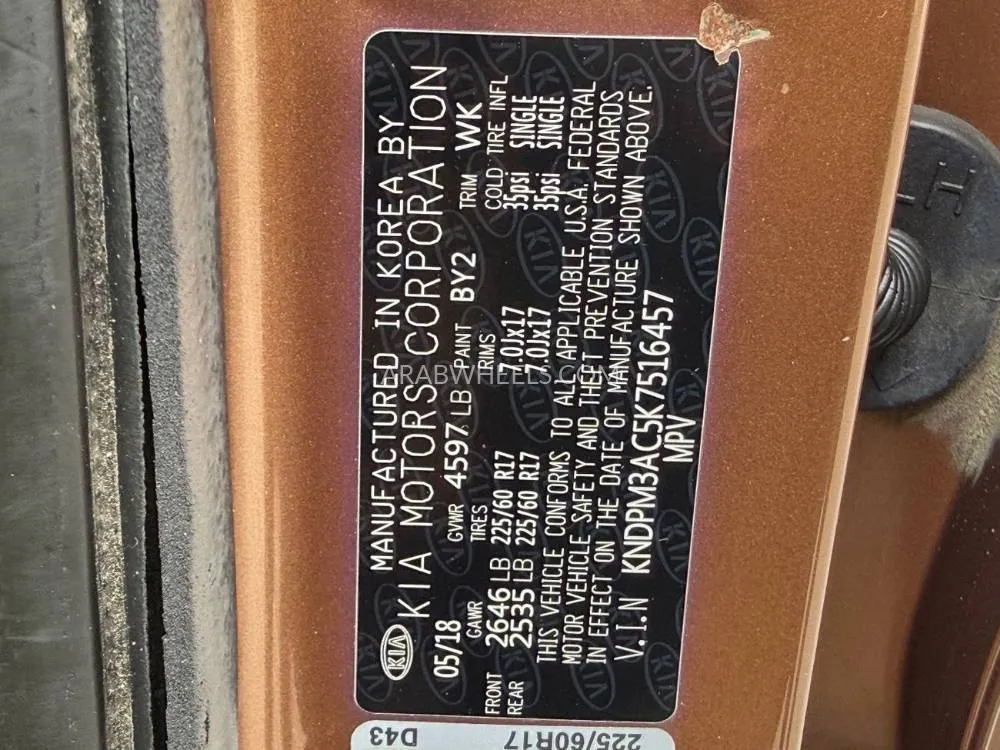 KIA
MANUFACTURED IN KOREA BY
KIA MOTORS CORPORATION
05/18 GVWR 4597 LB PAINT BY2 TRIM WK
GAWR TIRES RIMS COLD TIRE INFL
FRONT 2646 LB 225/60 R17 7.0Jx17 35psi SINGLE
REAR 2535 LB 225/60 R17 7.0Jx17 35psi SINGLE
THIS VEHICLE CONFORMS TO ALL APPLICABLE U.S.A. FEDERAL
MOTOR VEHICLE SAFETY AND THEFT PREVENTION STANDARDS
IN EFFECT ON THE DATE OF MANUFACTURE SHOWN ABOVE.
V.I.N KNDPM3AC5K7516457
MPV
ARABWHEELS.COM
D43
225/60R17
LH